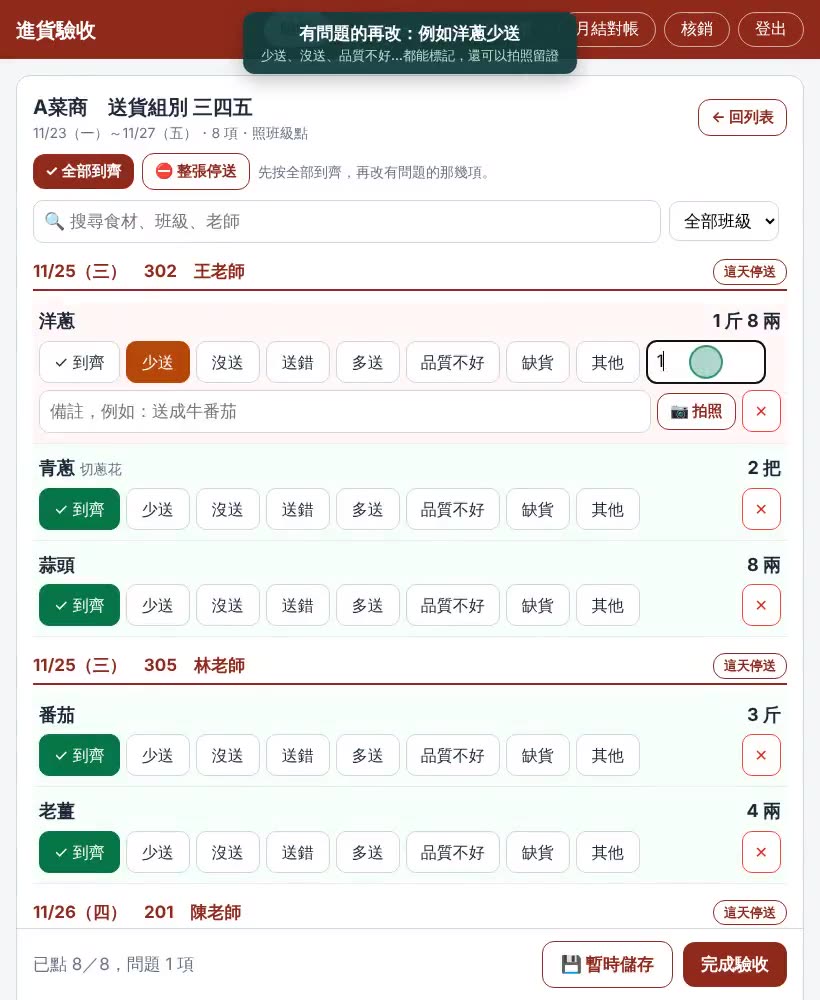 進貨驗收
有問題的再改：例如洋蔥少送
少送、沒送、品質不好...都能標記，還可以拍照留證
月結對帳
核銷
登出
A菜商　送貨組別 三四五
11/23（一）～11/27（五）· 8 項 · 照班級點
← 回列表
✓ 全部到齊
⛔ 整張停送
先按全部到齊，再改有問題的那幾項。
🔍 搜尋食材、班級、老師
全部班級
11/25（三）　302　王老師
這天停送
洋蔥
1 斤 8 兩
✓ 到齊 少送 沒送 送錯 多送 品質不好 缺貨 其他 1
備註，例如：送成牛番茄
📷 拍照 ×
青蔥 切蔥花
2 把
✓ 到齊 少送 沒送 送錯 多送 品質不好 缺貨 其他 ×
蒜頭
8 兩
✓ 到齊 少送 沒送 送錯 多送 品質不好 缺貨 其他 ×
11/25（三）　305　林老師
這天停送
番茄
3 斤
✓ 到齊 少送 沒送 送錯 多送 品質不好 缺貨 其他 ×
老薑
4 兩
✓ 到齊 少送 沒送 送錯 多送 品質不好 缺貨 其他 ×
11/26（四）　201　陳老師
這天停送
已點 8／8，問題 1 項
💾 暫時儲存
完成驗收